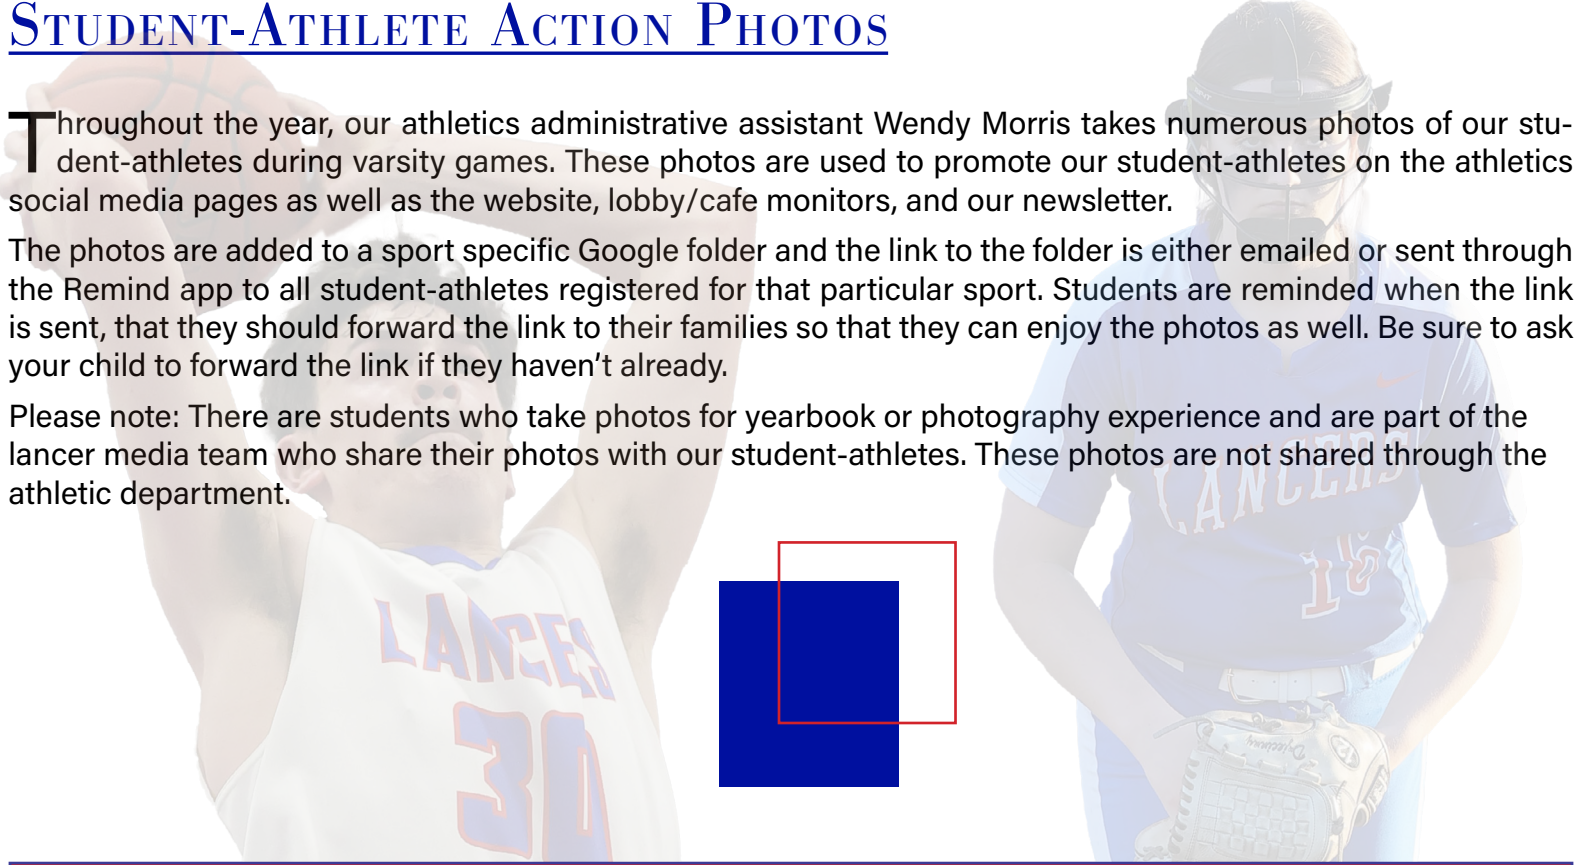 Student-Athlete Action Photos
Throughout the year, our athletics administrative assistant Wendy Morris takes numerous photos of our stu-
dent-athletes during varsity games. These photos are used to promote our student-athletes on the athletics
social media pages as well as the website, lobby/cafe monitors, and our newsletter.
The photos are added to a sport specific Google folder and the link to the folder is either emailed or sent through
the Remind app to all student-athletes registered for that particular sport. Students are reminded when the link
is sent, that they should forward the link to their families so that they can enjoy the photos as well. Be sure to ask
your child to forward the link if they haven't already.
Please note: There are students who take photos for yearbook or photography experience and are part of the
lancer media team who share their photos with our student-athletes. These photos are not shared through the
athletic department.
LANCERS
16
LANCERS
30